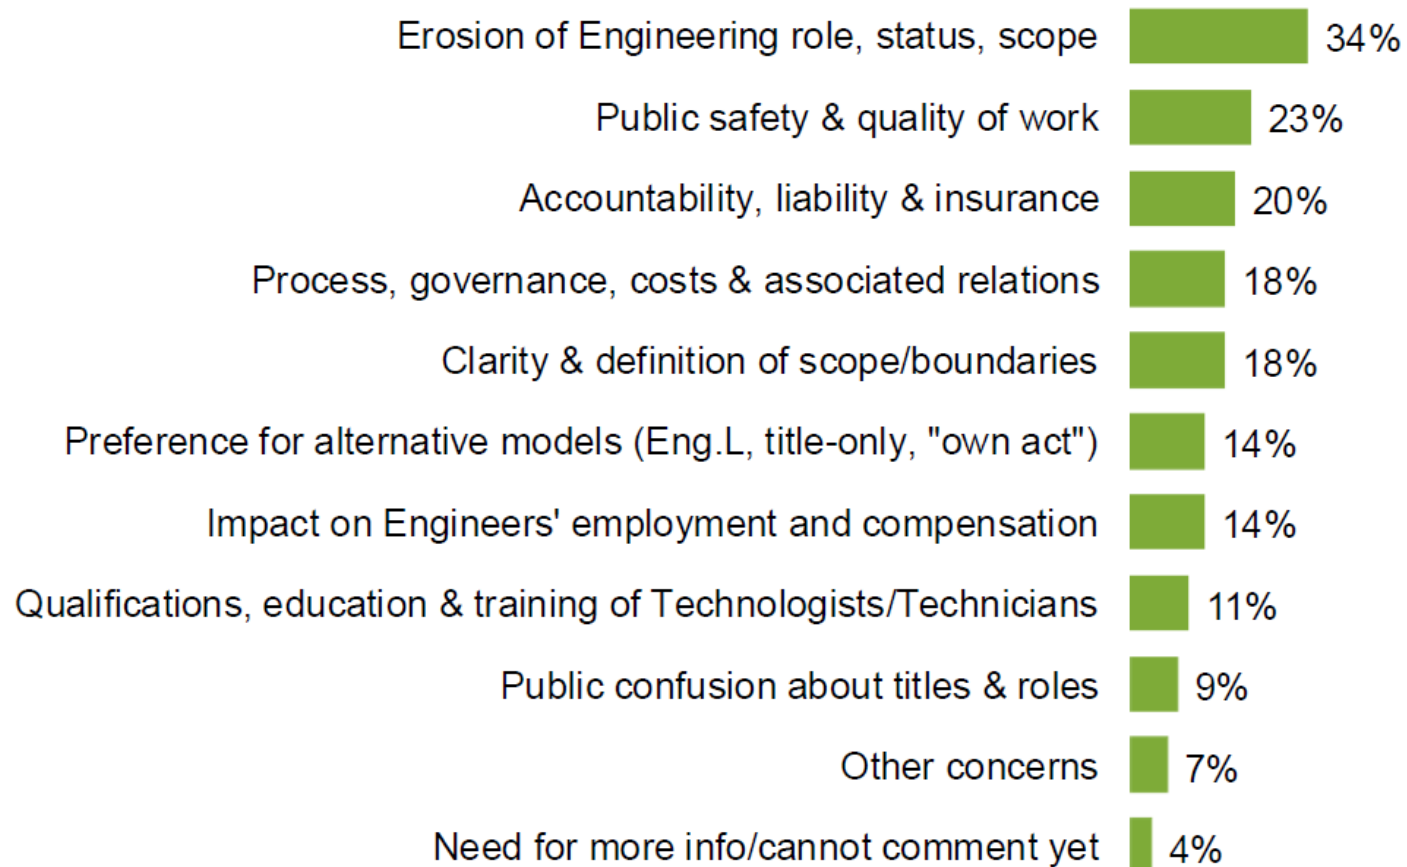 Erosion of Engineering role, status, scope 34%
Public safety & quality of work 23%
Accountability, liability & insurance 20%
Process, governance, costs & associated relations 18%
Clarity & definition of scope/boundaries 18%
Preference for alternative models (Eng.L, title-only, "own act") 14%
Impact on Engineers' employment and compensation 14%
Qualifications, education & training of Technologists/Technicians 11%
Public confusion about titles & roles 9%
Other concerns 7%
Need for more info/cannot comment yet 4%